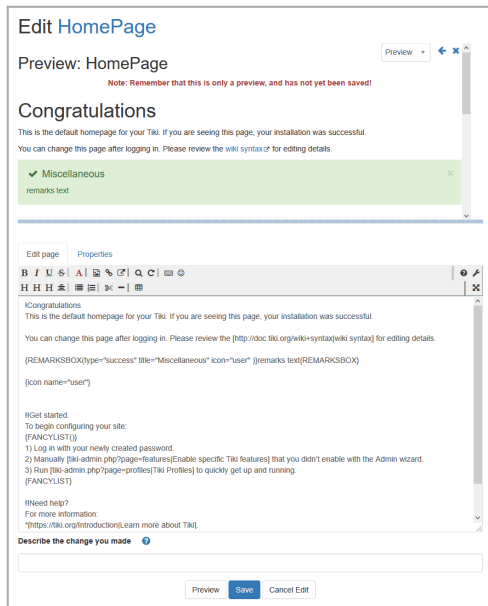 Edit HomePage
Preview
Preview: HomePage
Note: Remember that this is only a preview, and has not yet been saved!
Congratulations
This is the default homepage for your Tiki. If you are seeing this page, your installation was successful.
You can change this page after logging in. Please review the wiki syntax for editing details.
Miscellaneous
remarks text
Edit page Properties
B I U S A
H H H
!Congratulations
This is the default homepage for your Tiki. If you are seeing this page, your installation was successful.
You can change this page after logging in. Please review the [http://doc.tiki.org/wiki+syntax|wiki syntax] for editing details.
{REMARKSBOX(type="success" title="Miscellaneous" icon="user" )}remarks text{REMARKSBOX}
{icon name="user"}
!!Get started.
To begin configuring your site:
{FANCYLIST()}
1) Log in with your newly created password.
2) Manually [tiki-admin.php?page=features|Enable specific Tiki features] that you didn't enable with the Admin wizard.
3) Run [tiki-admin.php?page=profiles|Tiki Profiles] to quickly get up and running.
{FANCYLIST}
!!Need help?
For more information:
*[https://tiki.org/Introduction|Learn more about Tiki].
Describe the change you made
Preview Save Cancel Edit